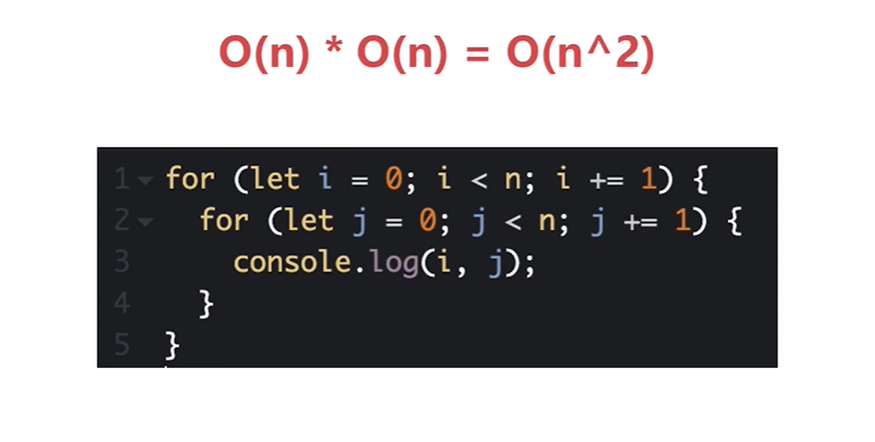 O(n) * O(n) = O(n^2)
1 for (let i = 0; i < n; i += 1) {
2 for (let j = 0; j < n; j += 1) {
3 console.log(i, j);
4 }
5 }